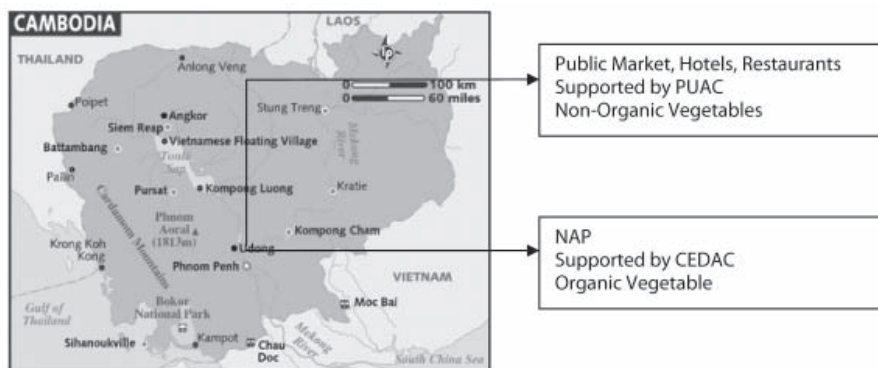 CAMBODIA
LAOS
THAILAND
Anlong Veng
0 100 km
0 60 miles
Poipet
Stung Treng
Angkor
Siem Reap
Vietnamese Floating Village
Battambang
Tonlé
Sap
Mekong
River
Pailin
Pursat
Kompong Luong
Kratie
Cardamom Mountains
Phnom
Aoral
(1813m)
Kompong Cham
Krong Koh
Kong
Udong
Phnom Penh
VIETNAM
Gulf of
Thailand
Bokor
National Park
Moc Bai
Sihanoukville
Kampot
Chau
Doc
Mekong
River
South China Sea
Public Market, Hotels, Restaurants
Supported by PUAC
Non-Organic Vegetables
NAP
Supported by CEDAC
Organic Vegetable